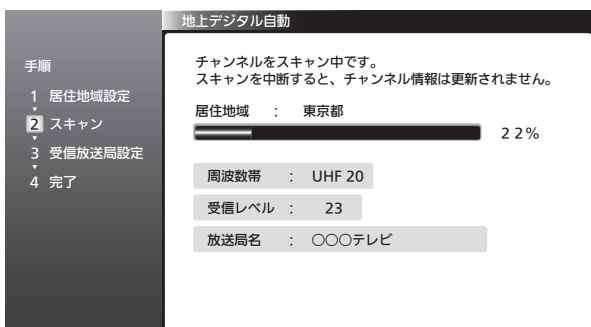 地上デジタル自動
手順
1 居住地域設定
2 スキャン
3 受信放送局設定
4 完了
チャンネルをスキャン中です。
スキャンを中断すると、チャンネル情報は更新されません。
居住地域 : 東京都
22%
周波数帯 : UHF 20
受信レベル : 23
放送局名 : ○○○テレビ